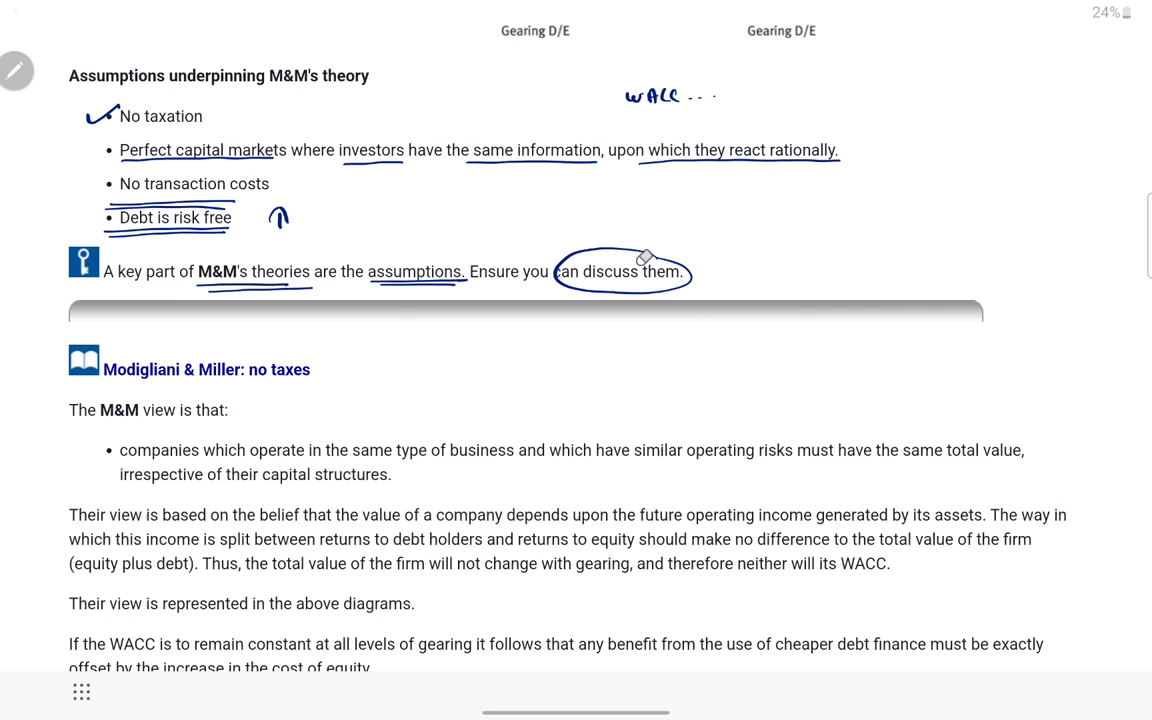 24%
Gearing D/E Gearing D/E
Assumptions underpinning M&M's theory
WACC ...
• No taxation
• Perfect capital markets where investors have the same information, upon which they react rationally.
• No transaction costs
• Debt is risk free
A key part of M&M's theories are the assumptions. Ensure you can discuss them.
Modigliani & Miller: no taxes
The M&M view is that:
• companies which operate in the same type of business and which have similar operating risks must have the same total value,
irrespective of their capital structures.
Their view is based on the belief that the value of a company depends upon the future operating income generated by its assets. The way in
which this income is split between returns to debt holders and returns to equity should make no difference to the total value of the firm
(equity plus debt). Thus, the total value of the firm will not change with gearing, and therefore neither will its WACC.
Their view is represented in the above diagrams.
If the WACC is to remain constant at all levels of gearing it follows that any benefit from the use of cheaper debt finance must be exactly
offset by the increase in the cost of equity